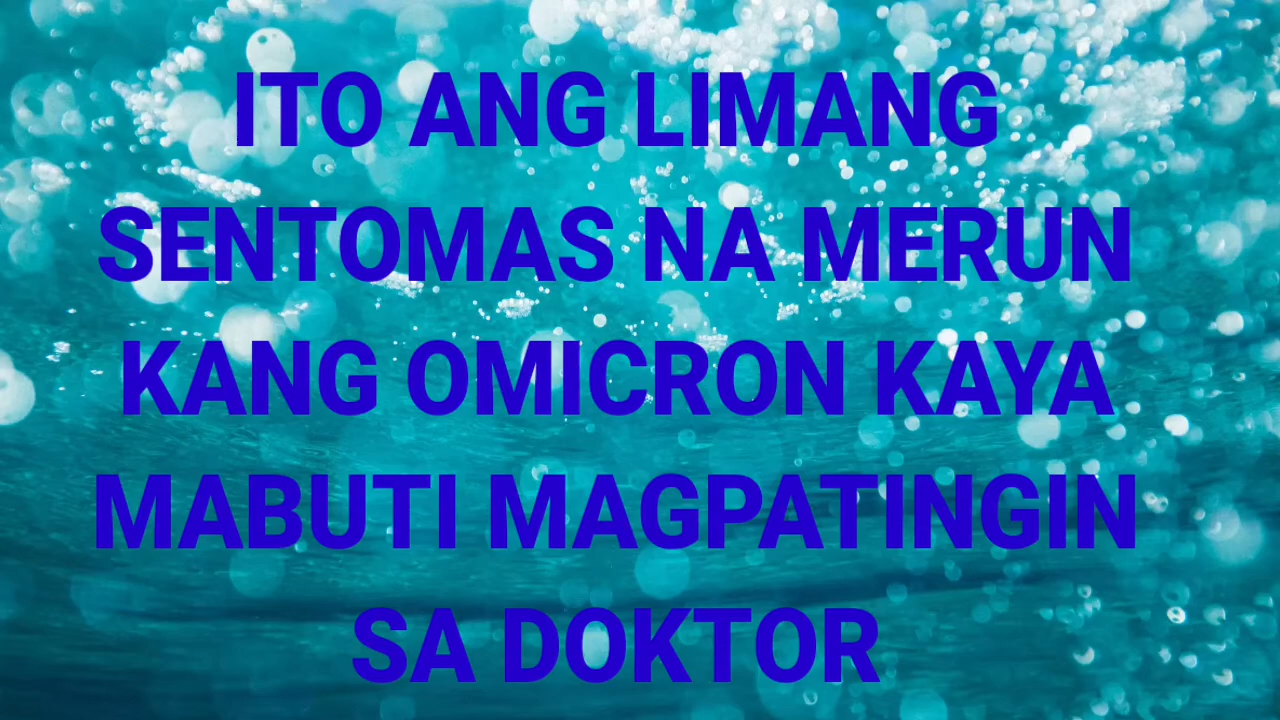 ITO ANG LIMANG
SENTOMAS NA MERUN
KANG OMICRON KAYA
MABUTI MAGPATINGIN
SA DOKTOR